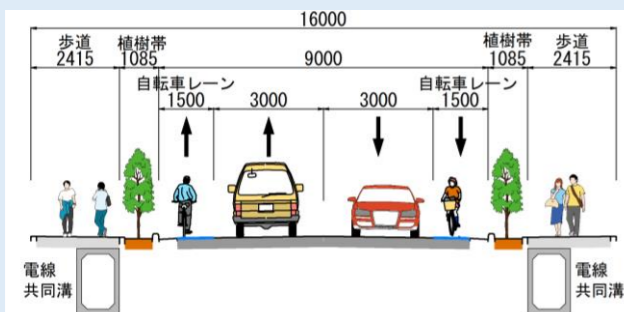 16000
歩道 植樹帯 植樹帯 歩道
2415 1085 9000 1085 2415
自転車レーン 自転車レーン
1500 3000 3000 1500
電線 電線
共同溝 共同溝